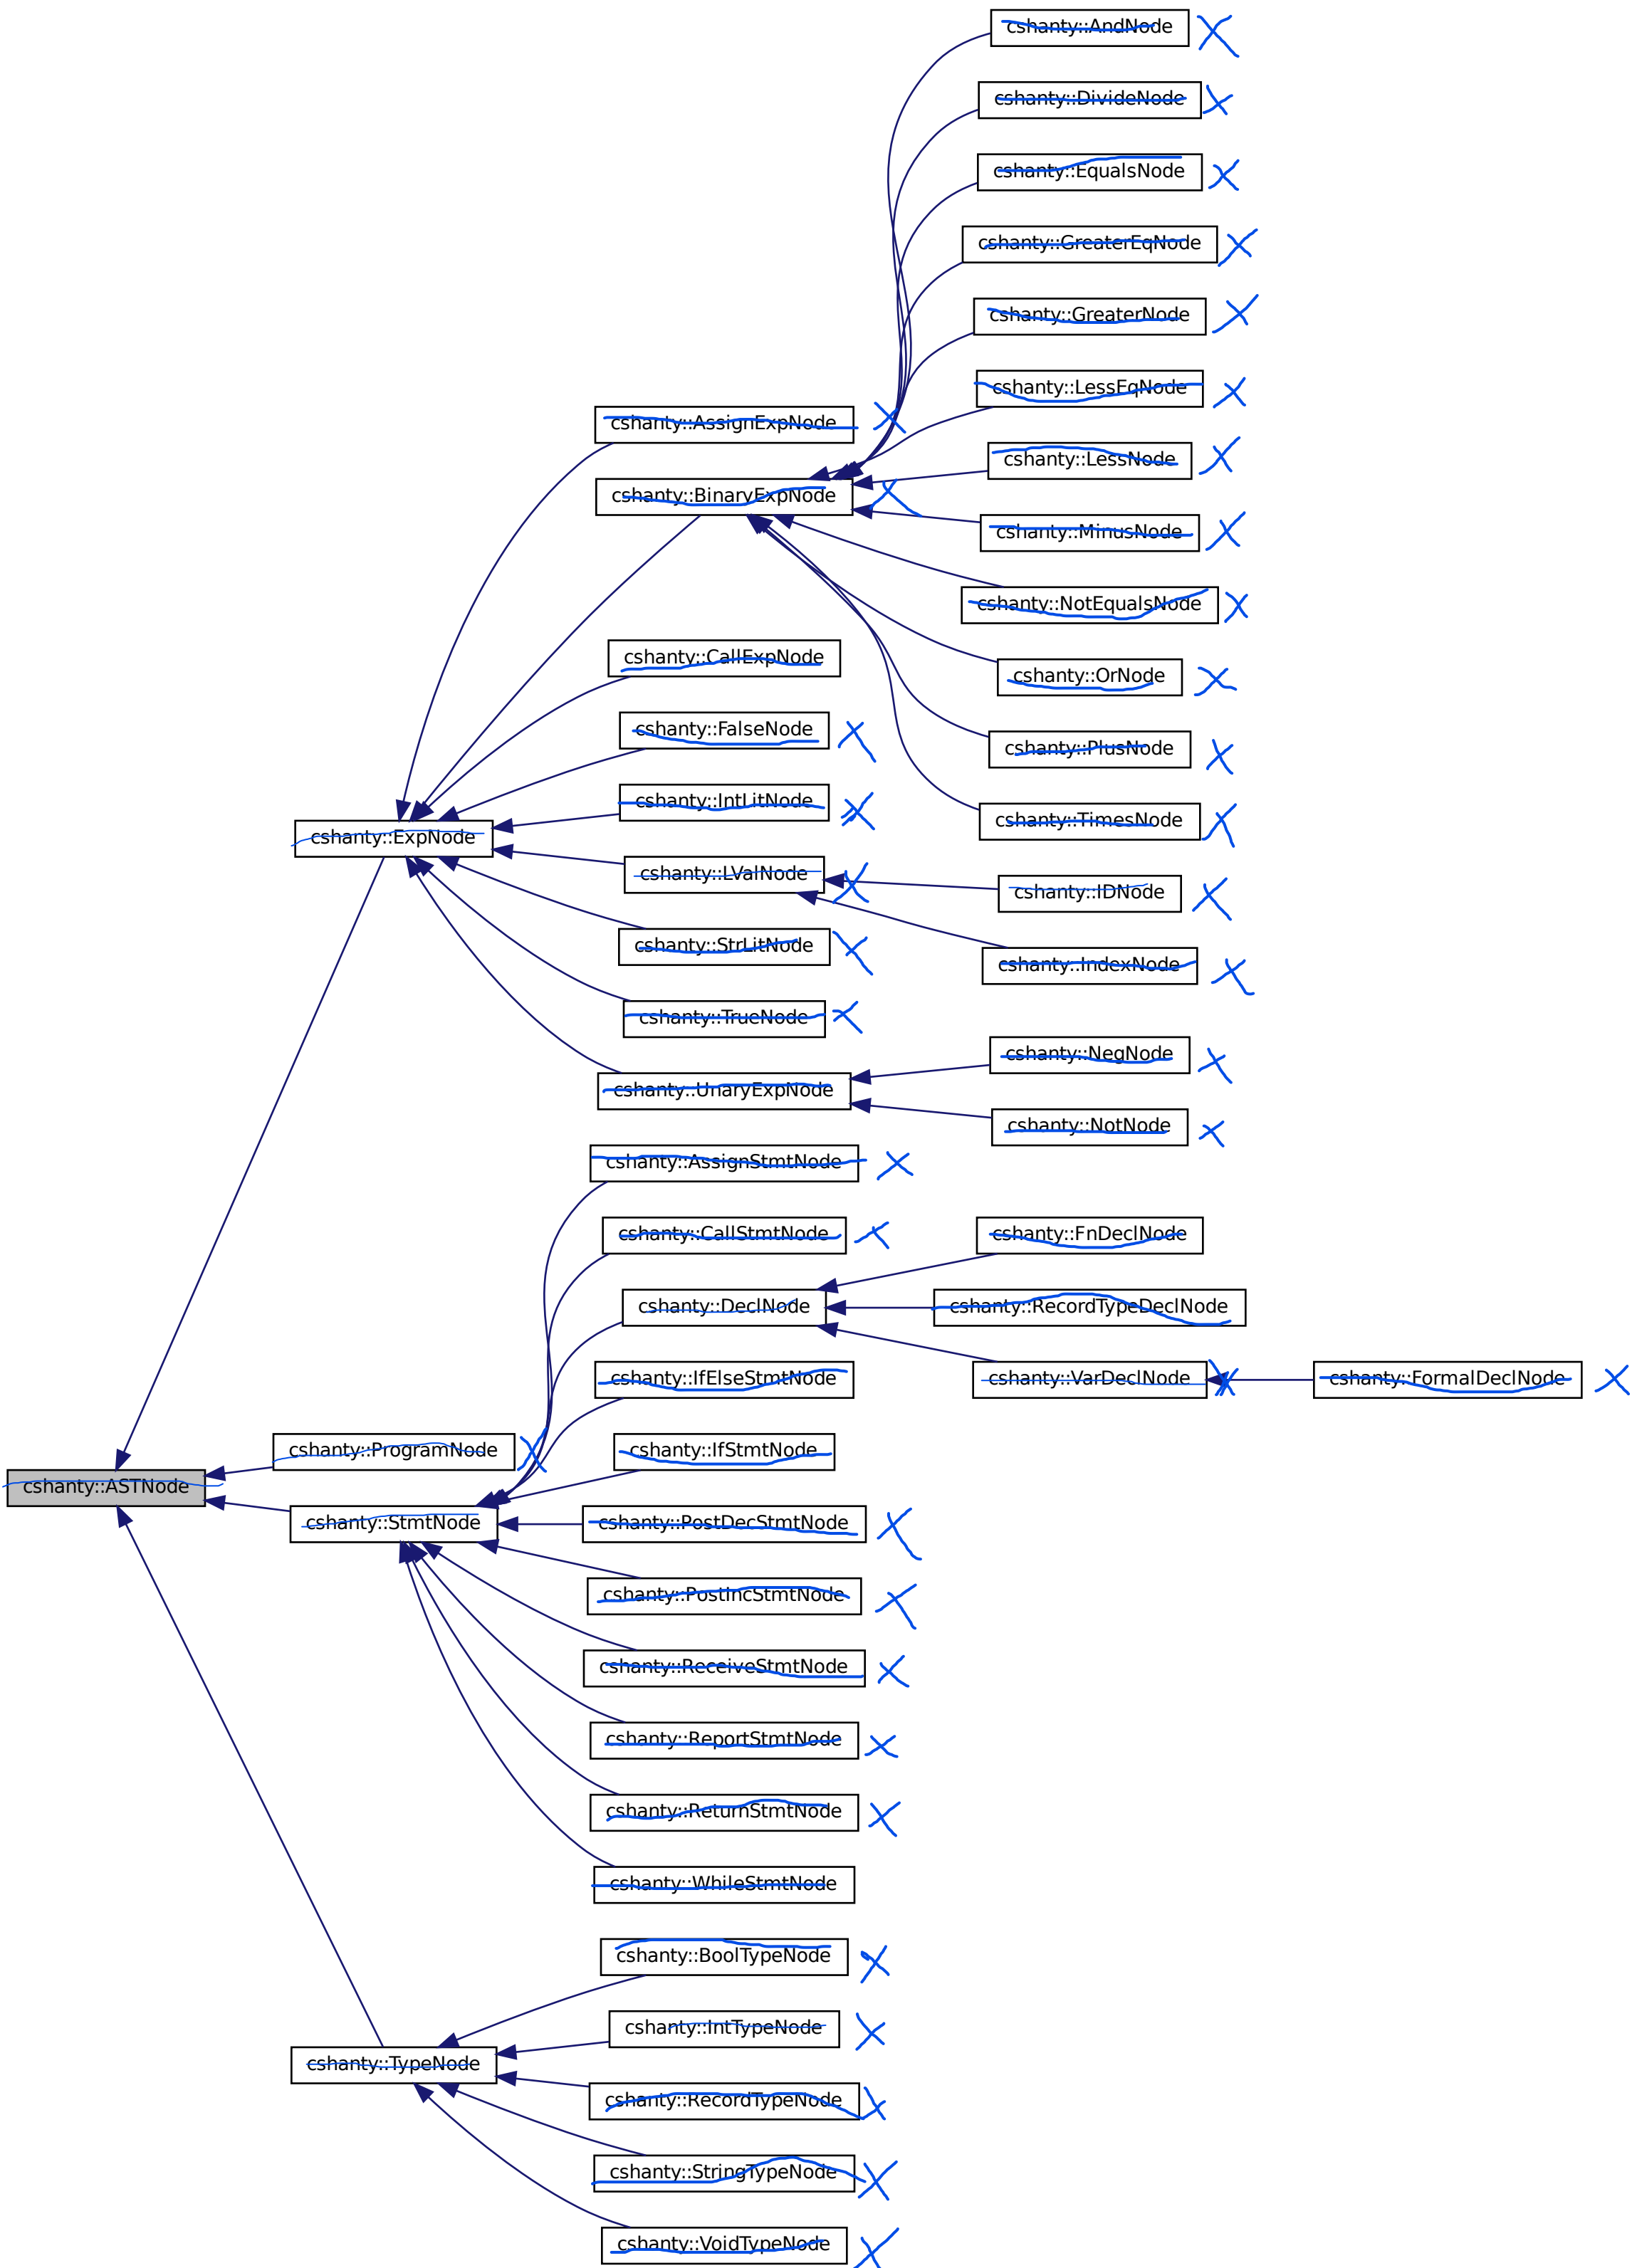 cshanty::AndNode
cshanty::DivideNode
cshanty::EqualsNode
cshanty::GreaterEqNode
cshanty::GreaterNode
cshanty::LessEqNode
cshanty::AssignExpNode
cshanty::LessNode
cshanty::BinaryExpNode
cshanty::MinusNode
cshanty::NotEqualsNode
cshanty::CallExpNode
cshanty::OrNode
cshanty::FalseNode
cshanty::PlusNode
cshanty::IntLitNode
cshanty::TimesNode
cshanty::ExpNode
cshanty::LValNode
cshanty::IDNode
cshanty::StrLitNode
cshanty::IndexNode
cshanty::TrueNode
cshanty::NegNode
cshanty::UnaryExpNode
cshanty::NotNode
cshanty::AssignStmtNode
cshanty::CallStmtNode
cshanty::FnDeclNode
cshanty::DeclNode
cshanty::RecordTypeDeclNode
cshanty::IfElseStmtNode
cshanty::VarDeclNode
cshanty::FormalDeclNode
cshanty::ProgramNode
cshanty::IfStmtNode
cshanty::ASTNode
cshanty::StmtNode
cshanty::PostDecStmtNode
cshanty::PostIncStmtNode
cshanty::ReceiveStmtNode
cshanty::ReportStmtNode
cshanty::ReturnStmtNode
cshanty::WhileStmtNode
cshanty::BoolTypeNode
cshanty::IntTypeNode
cshanty::TypeNode
cshanty::RecordTypeNode
cshanty::StringTypeNode
cshanty::VoidTypeNode